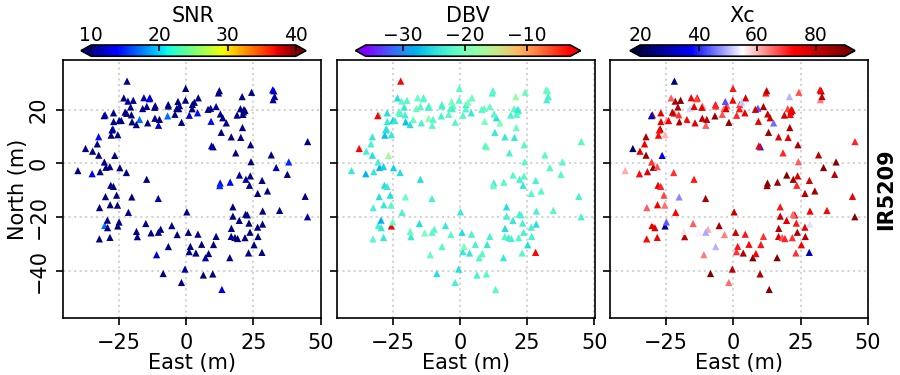 SNR DBV Xc
10 20 30 40 −30 −20 −10 20 40 60 80
North (m)
20
0
−20
−40
IR5209
−25 0 25 50 −25 0 25 50 −25 0 25 50
East (m) East (m) East (m)